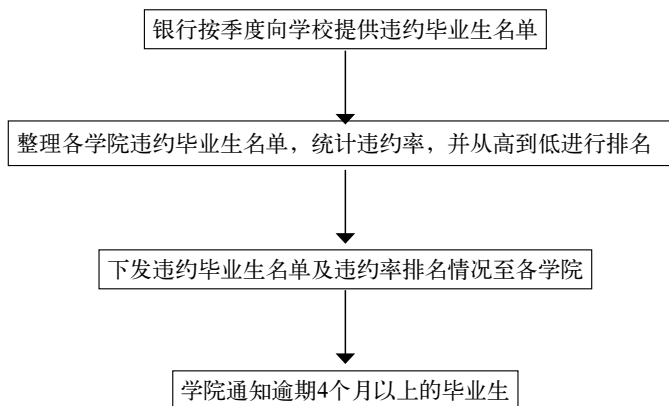 银行按季度向学校提供违约毕业生名单
整理各学院违约毕业生名单，统计违约率，并从高到低进行排名
下发违约毕业生名单及违约率排名情况至各学院
学院通知逾期4个月以上的毕业生